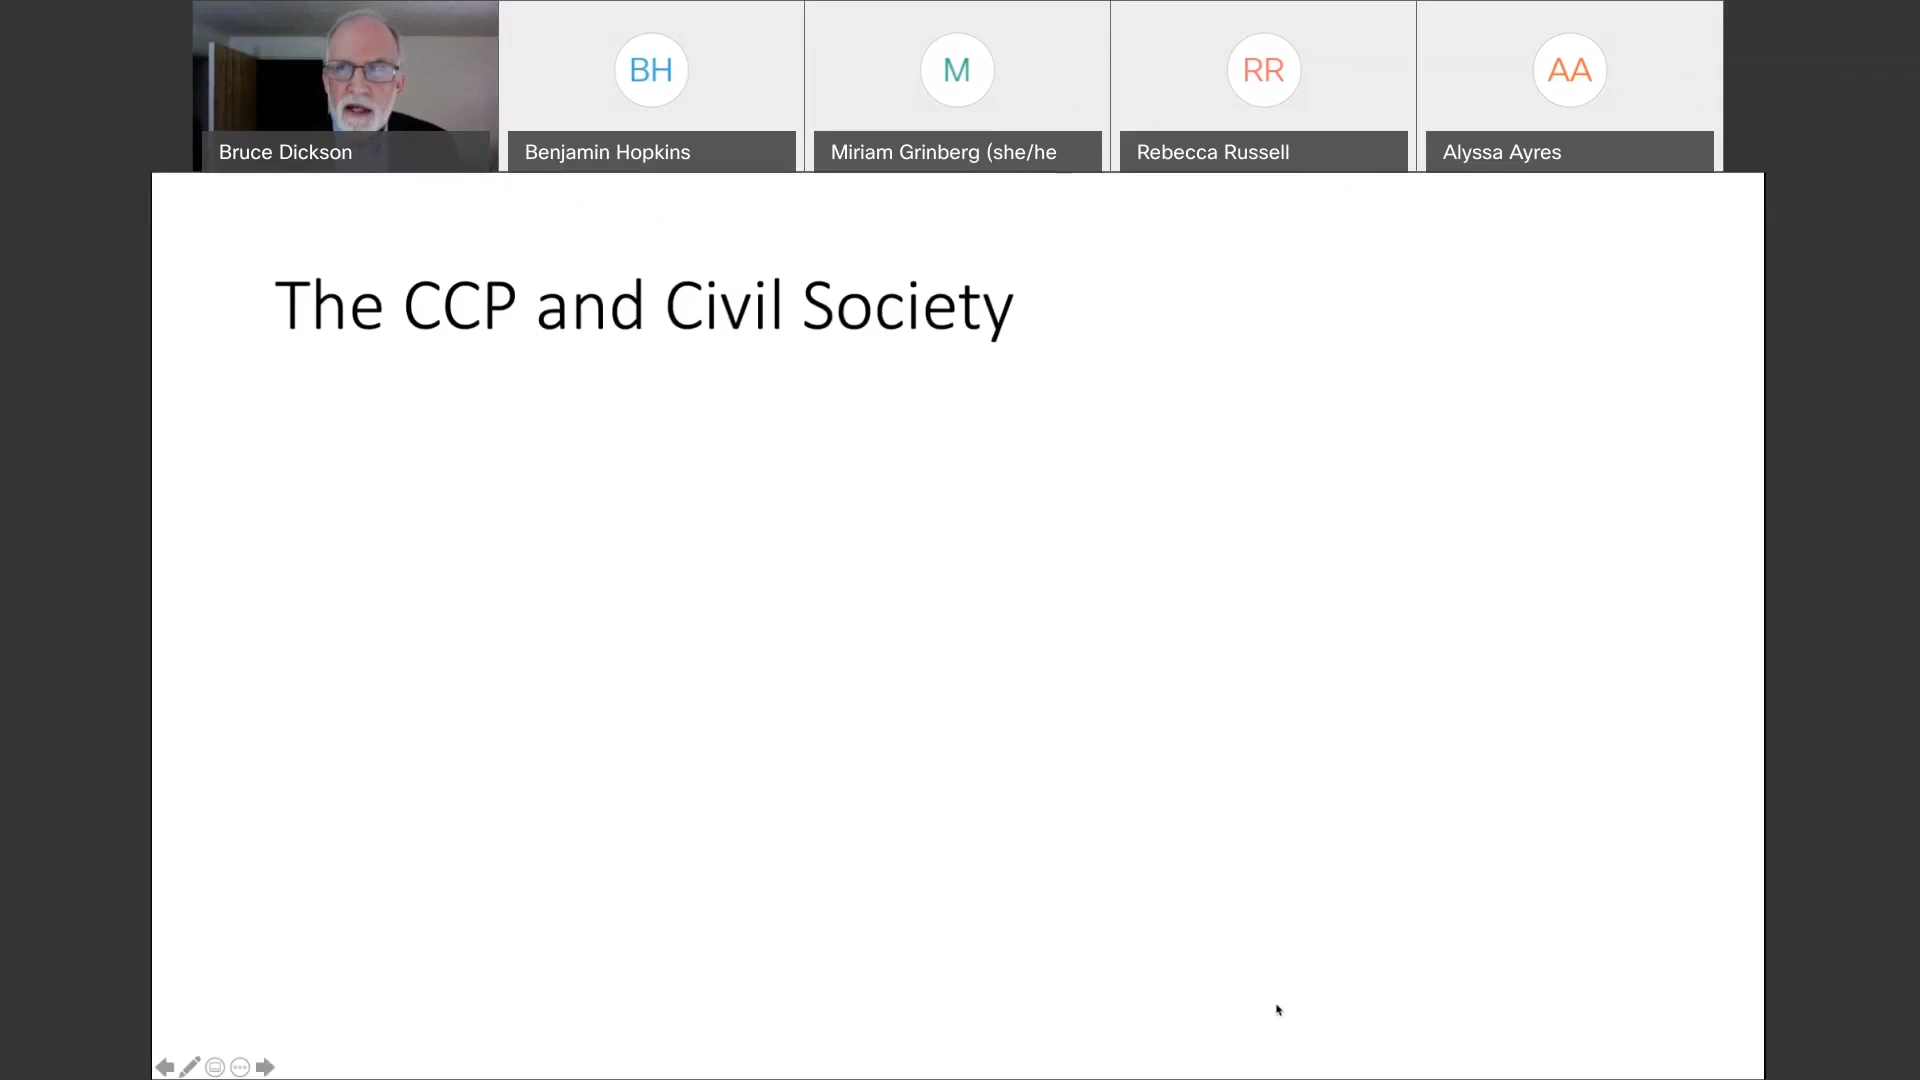 BH
M
RR
AA
Bruce Dickson
Benjamin Hopkins
Miriam Grinberg (she/he
Rebecca Russell
Alyssa Ayres
The CCP and Civil Society